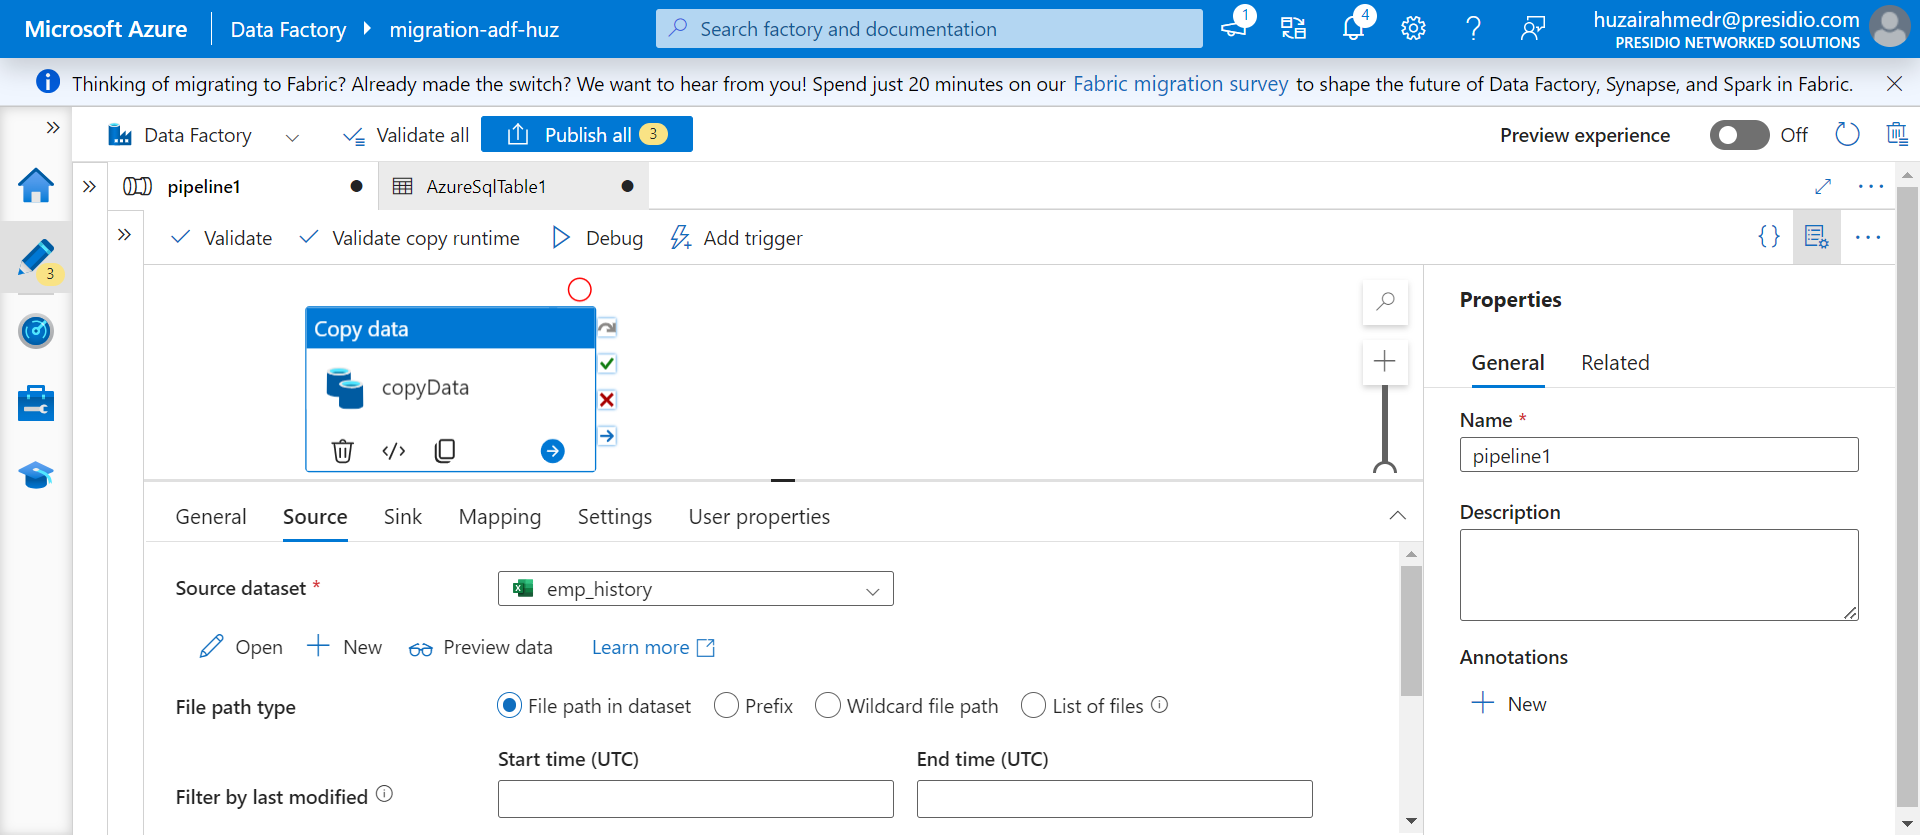 Microsoft Azure
Data Factory
migration-adf-huz
Search factory and documentation
1
4
huzairahmedr@presidio.com
PRESIDIO NETWORKED SOLUTIONS
Thinking of migrating to Fabric? Already made the switch? We want to hear from you! Spend just 20 minutes on our Fabric migration survey to shape the future of Data Factory, Synapse, and Spark in Fabric.
Data Factory
Validate all
Publish all 3
Preview experience
Off
pipeline1
AzureSqlTable1
3
Validate
Validate copy runtime
Debug
Add trigger
{}
Copy data
copyData
General
Source
Sink
Mapping
Settings
User properties
Source dataset *
emp_history
Open
New
Preview data
Learn more
File path type
File path in dataset
Prefix
Wildcard file path
List of files
Start time (UTC)
End time (UTC)
Filter by last modified
Properties
General
Related
Name *
pipeline1
Description
Annotations
New